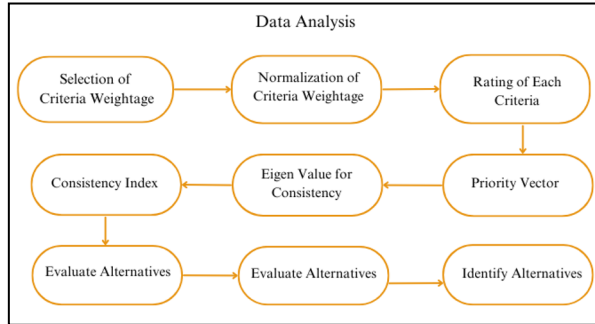 Data Analysis
Selection of
Criteria Weightage
Normalization of
Criteria Weightage
Rating of Each
Criteria
Priority Vector
Eigen Value for
Consistency
Consistency Index
Evaluate Alternatives
Evaluate Alternatives
Identify Alternatives